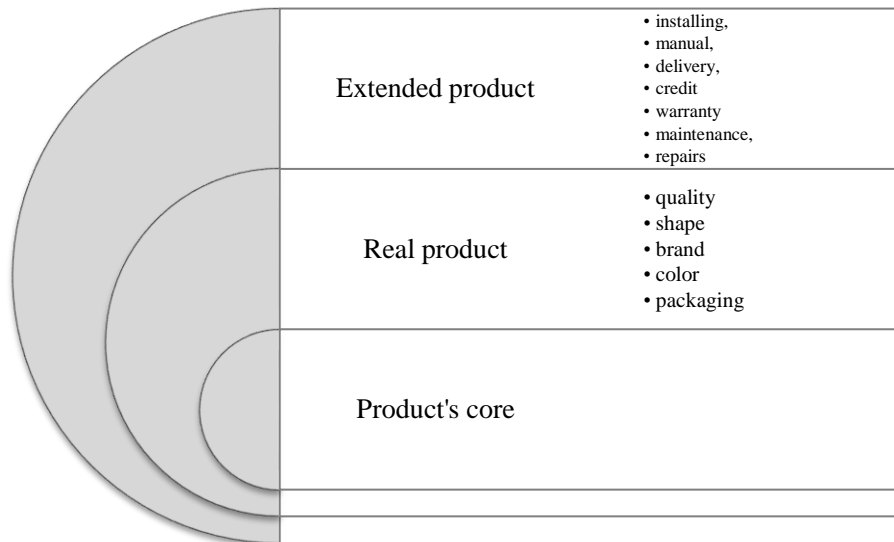 Extended product
• installing,
• manual,
• delivery,
• credit
• warranty
• maintenance,
• repairs
Real product
• quality
• shape
• brand
• color
• packaging
Product's core